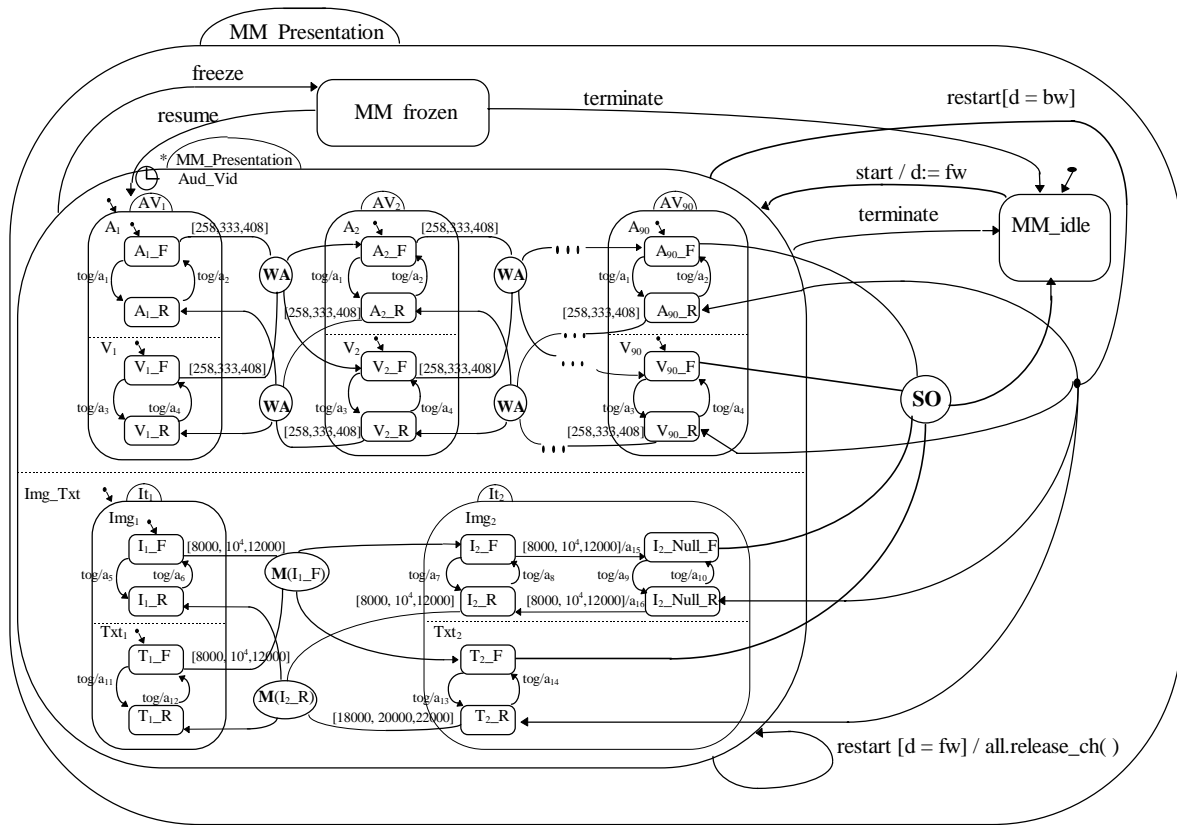 MM Presentation
freeze
MM frozen
terminate
restart[d = bw]
resume
* MM_Presentation
Aud_Vid
start / d:= fw
terminate
MM_idle
AV1
AV2
AV90
A1
[258,333,408]
A2
[258,333,408]
A90
A1_F
A2_F
A90_F
WA
WA
tog/a1
tog/a2
tog/a1
tog/a2
tog/a1
tog/a2
A1_R
[258,333,408]
A2_R
[258,333,408]
A90_R
V1
V2
V90
V1_F
[258,333,408]
V2_F
[258,333,408]
V90_F
tog/a3
tog/a4
WA
tog/a3
tog/a4
WA
tog/a3
tog/a4
SO
V1_R
[258,333,408]
V2_R
[258,333,408]
V90_R
Img_Txt
It1
It2
Img1
Img2
I1_F
[8000, 10⁴,12000]
I2_F
[8000, 10⁴,12000]/a15
I2_Null_F
tog/a5
tog/a6
M(I1_F)
tog/a7
tog/a8
tog/a9
tog/a10
I1_R
[8000, 10⁴,12000]
I2_R
[8000, 10⁴,12000]/a16
I2_Null_R
Txt1
Txt2
T1_F
[8000, 10⁴,12000]
T2_F
tog/a11
tog/a12
M(I2_R)
tog/a13
tog/a14
T1_R
[18000, 20000,22000]
T2_R
restart [d = fw] / all.release_ch( )